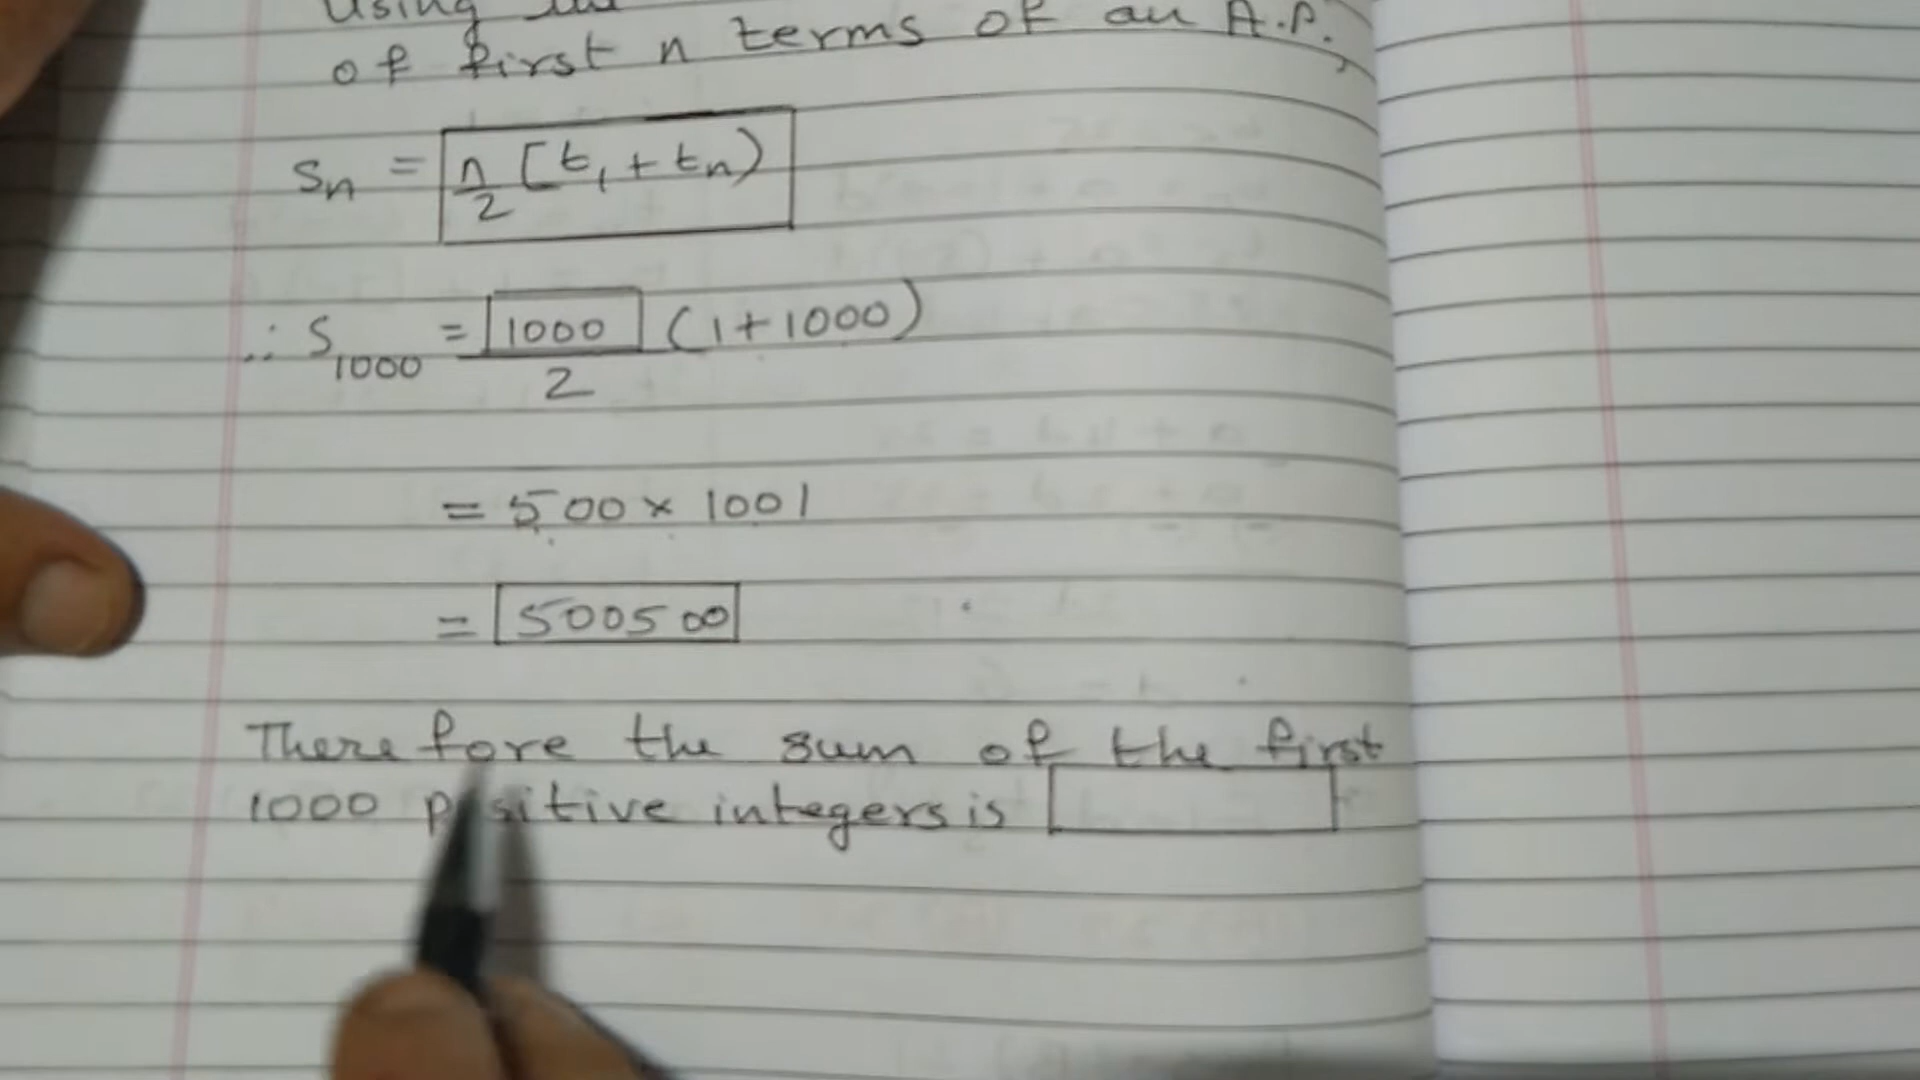 Using
of first n terms of an A.P.,
Sn = n/2 [t1 + tn)
∴ S1000 = 1000/2 (1+1000)
= 500 × 1001
= 500500
Therefore the sum of the first
1000 positive integers is